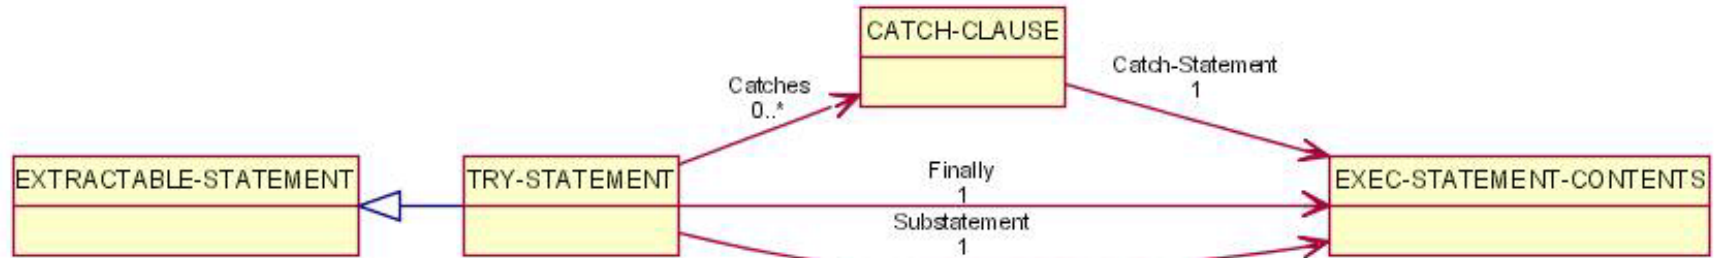 CATCH-CLAUSE
Catch-Statement
1
Catches
0..*
EXTRACTABLE-STATEMENT
TRY-STATEMENT
Finally
1
EXEC-STATEMENT-CONTENTS
Substatement
1